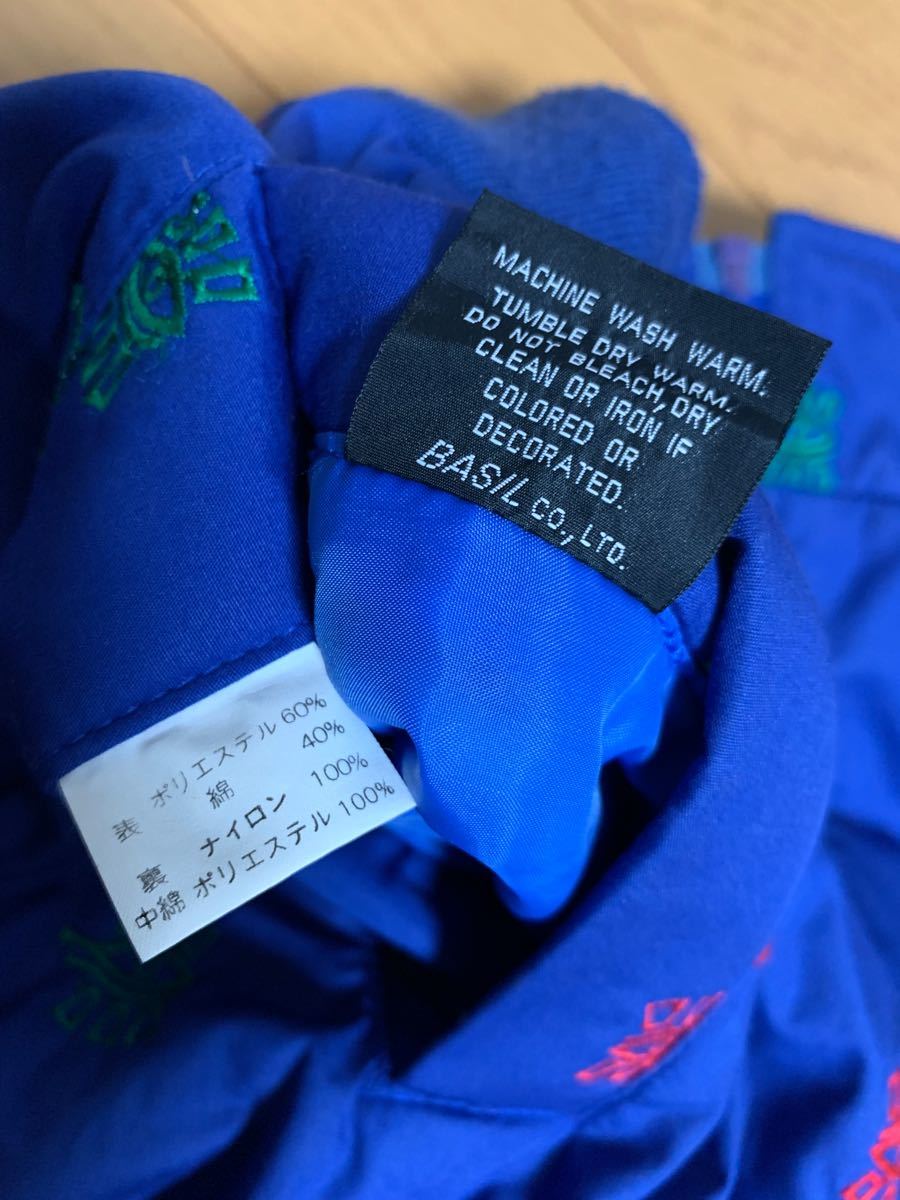 MACHINE WASH WARM.
TUMBLE DRY WARM.
DO NOT BLEACH, DRY
CLEAN OR IRON IF
COLORED OR
DECORATED.
BASIL CO., LTD.
表 ポリエステル 60%
綿 40%
裏 ナイロン 100%
中綿 ポリエステル 100%